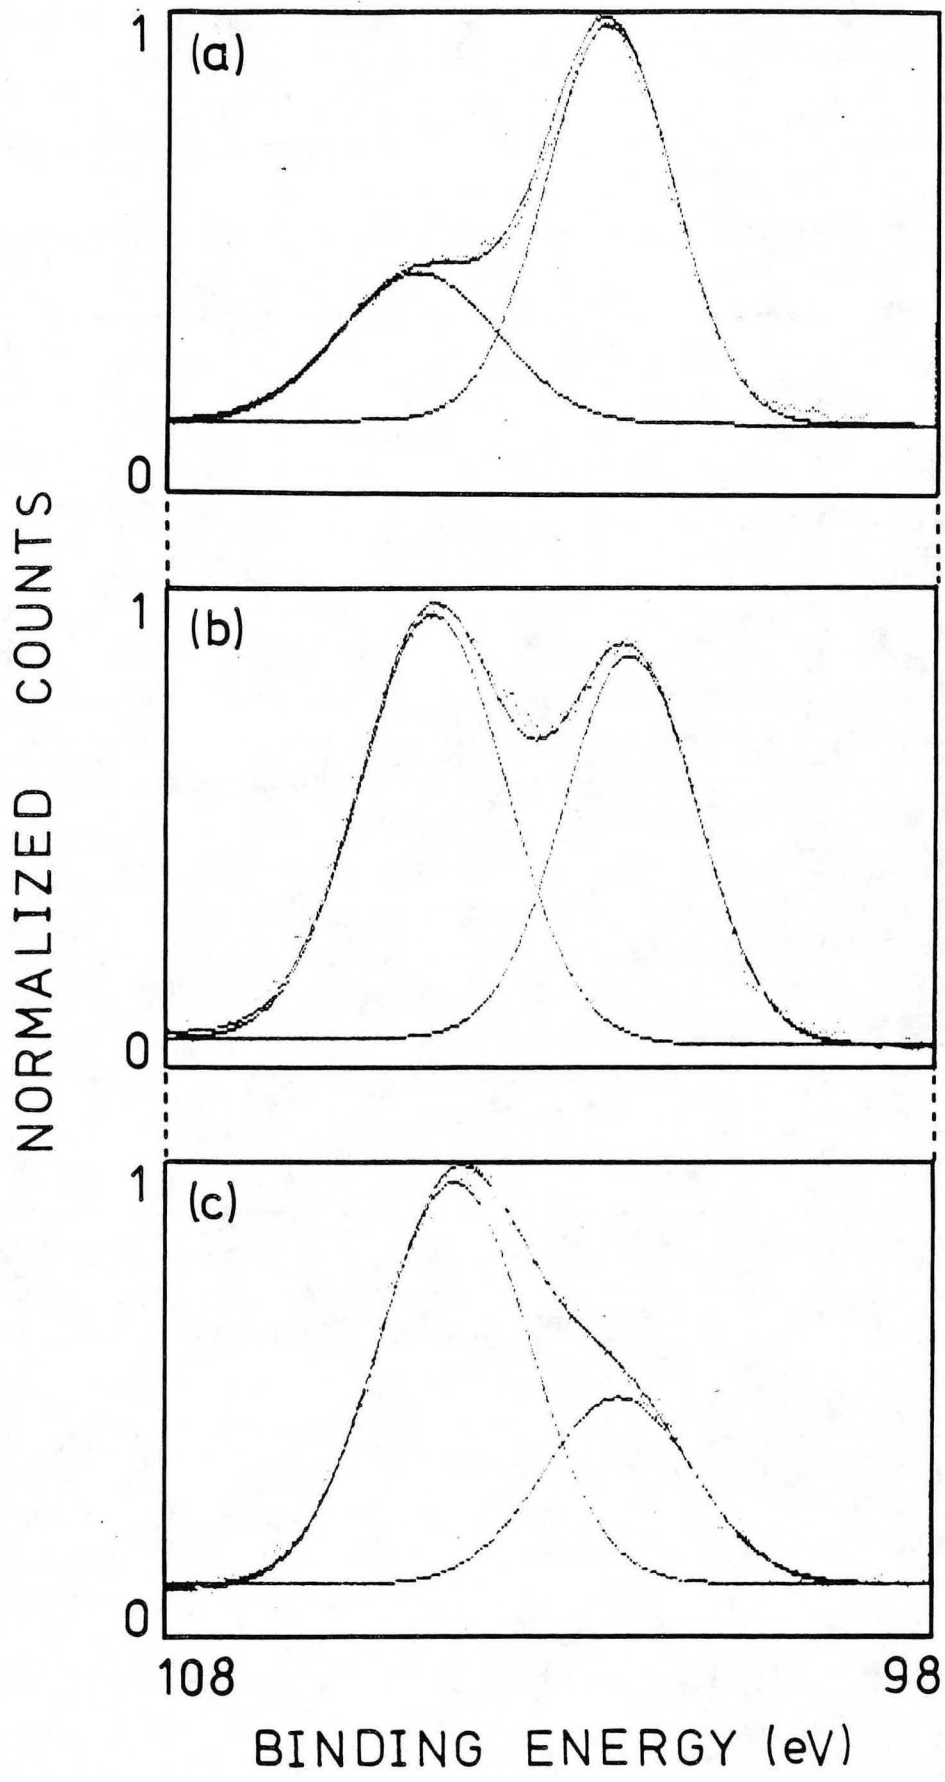 1
(a)
0
NORMALIZED COUNTS
1
(b)
0
1
(c)
0
108
98
BINDING ENERGY (eV)